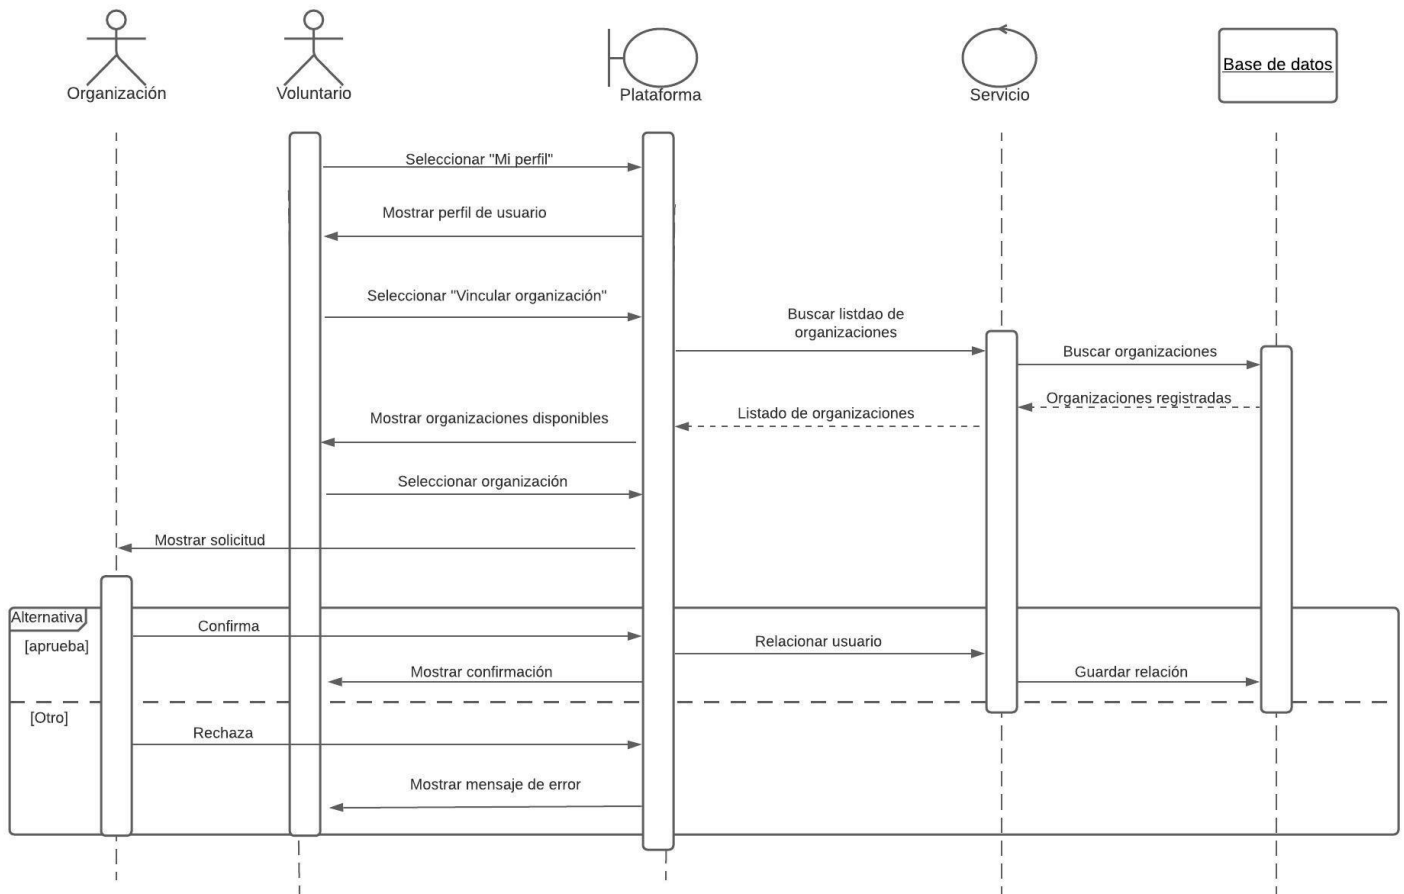 Organización
Voluntario
Plataforma
Servicio
Base de datos
Seleccionar "Mi perfil"
Mostrar perfil de usuario
Seleccionar "Vincular organización"
Buscar listdao de
organizaciones
Buscar organizaciones
Organizaciones registradas
Listado de organizaciones
Mostrar organizaciones disponibles
Seleccionar organización
Mostrar solicitud
Alternativa
[aprueba]
Confirma
Relacionar usuario
Mostrar confirmación
Guardar relación
[Otro]
Rechaza
Mostrar mensaje de error